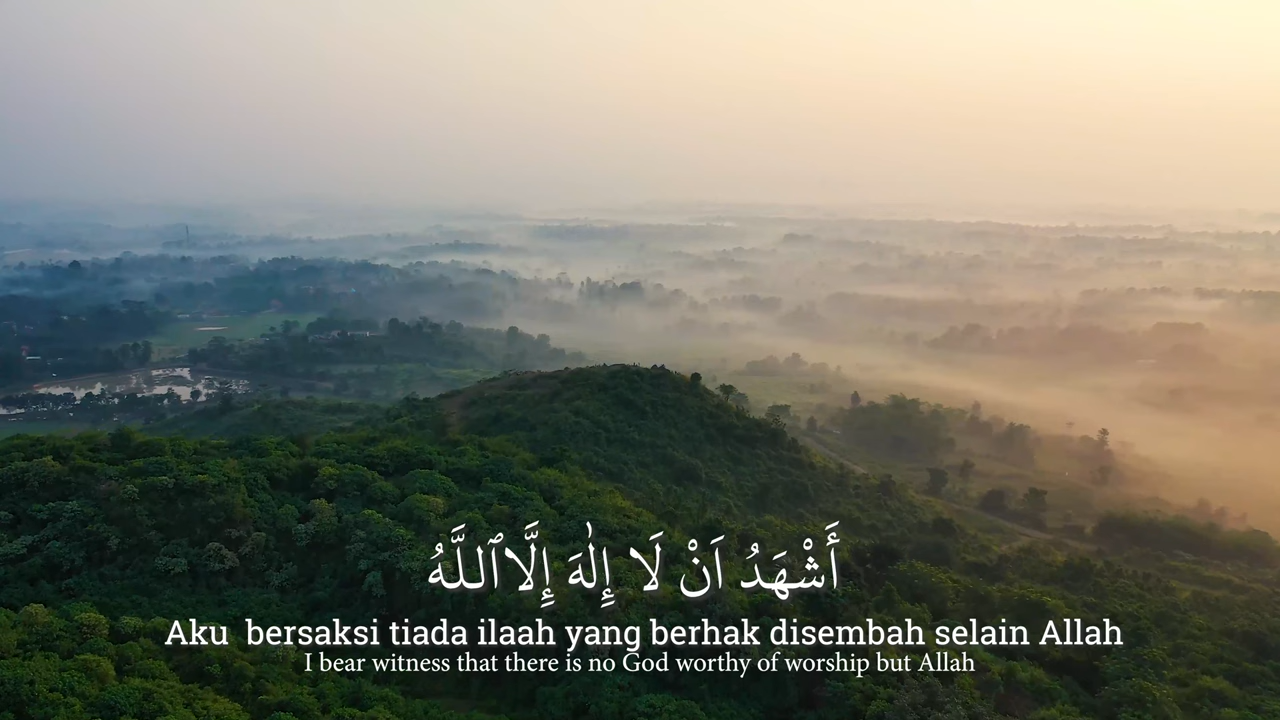 أَشْهَدُ اَنْ لَا إِلٰهَ إِلَّا ٱللَّهُ
Aku  bersaksi tiada ilaah yang berhak disembah selain Allah
I bear witness that there is no God worthy of worship but Allah